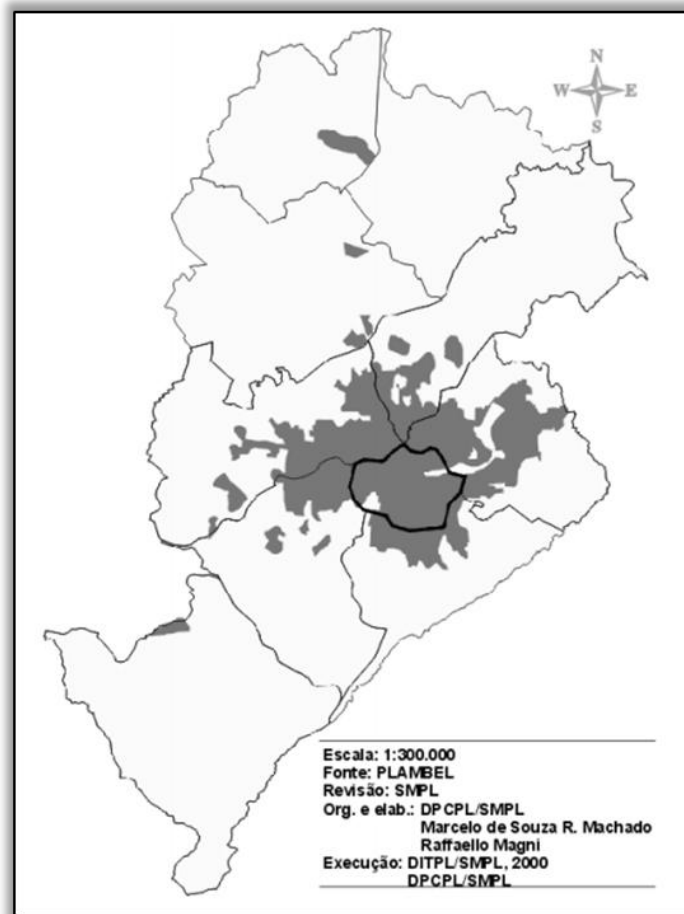 N
W E
S
Escala: 1:300.000
Fonte: PLAMBEL
Revisão: SMPL
Org. e elab.: DPCPL/SMPL
Marcelo de Souza R. Machado
Raffaello Magni
Execução: DITPL/SMPL, 2000
DPCPL/SMPL